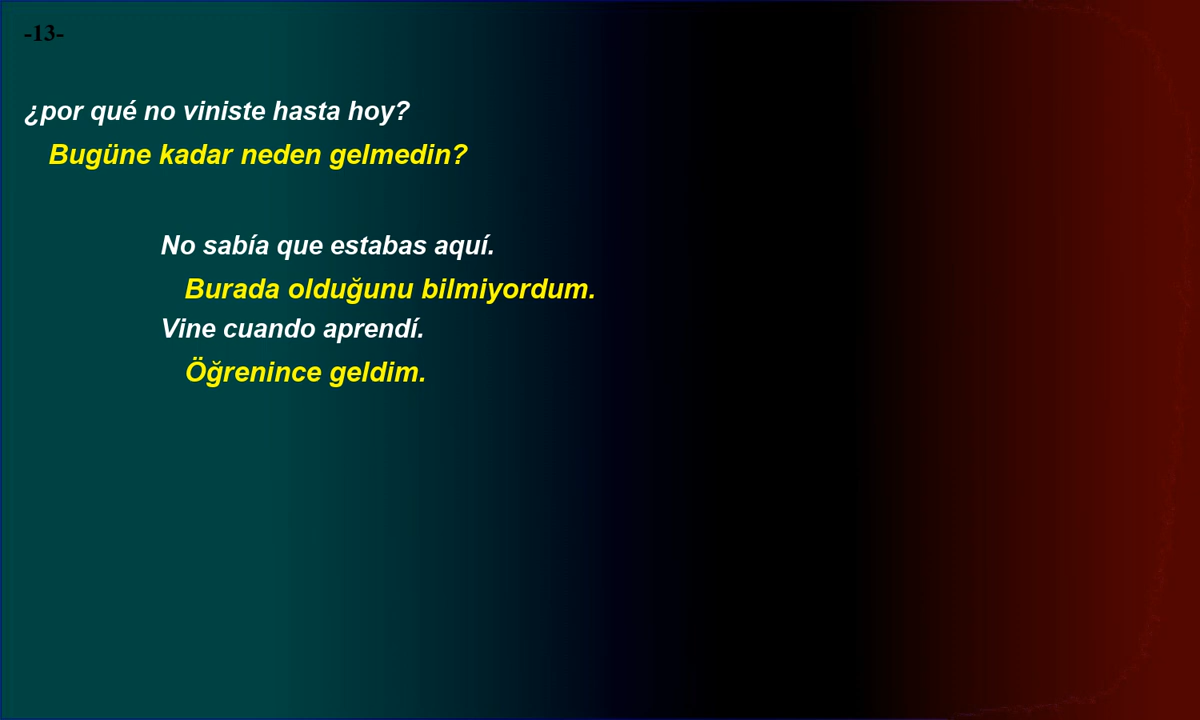 -13-
¿por qué no viniste hasta hoy?
Bugüne kadar neden gelmedin?
No sabía que estabas aquí.
Burada olduğunu bilmiyordum.
Vine cuando aprendí.
Öğrenince geldim.